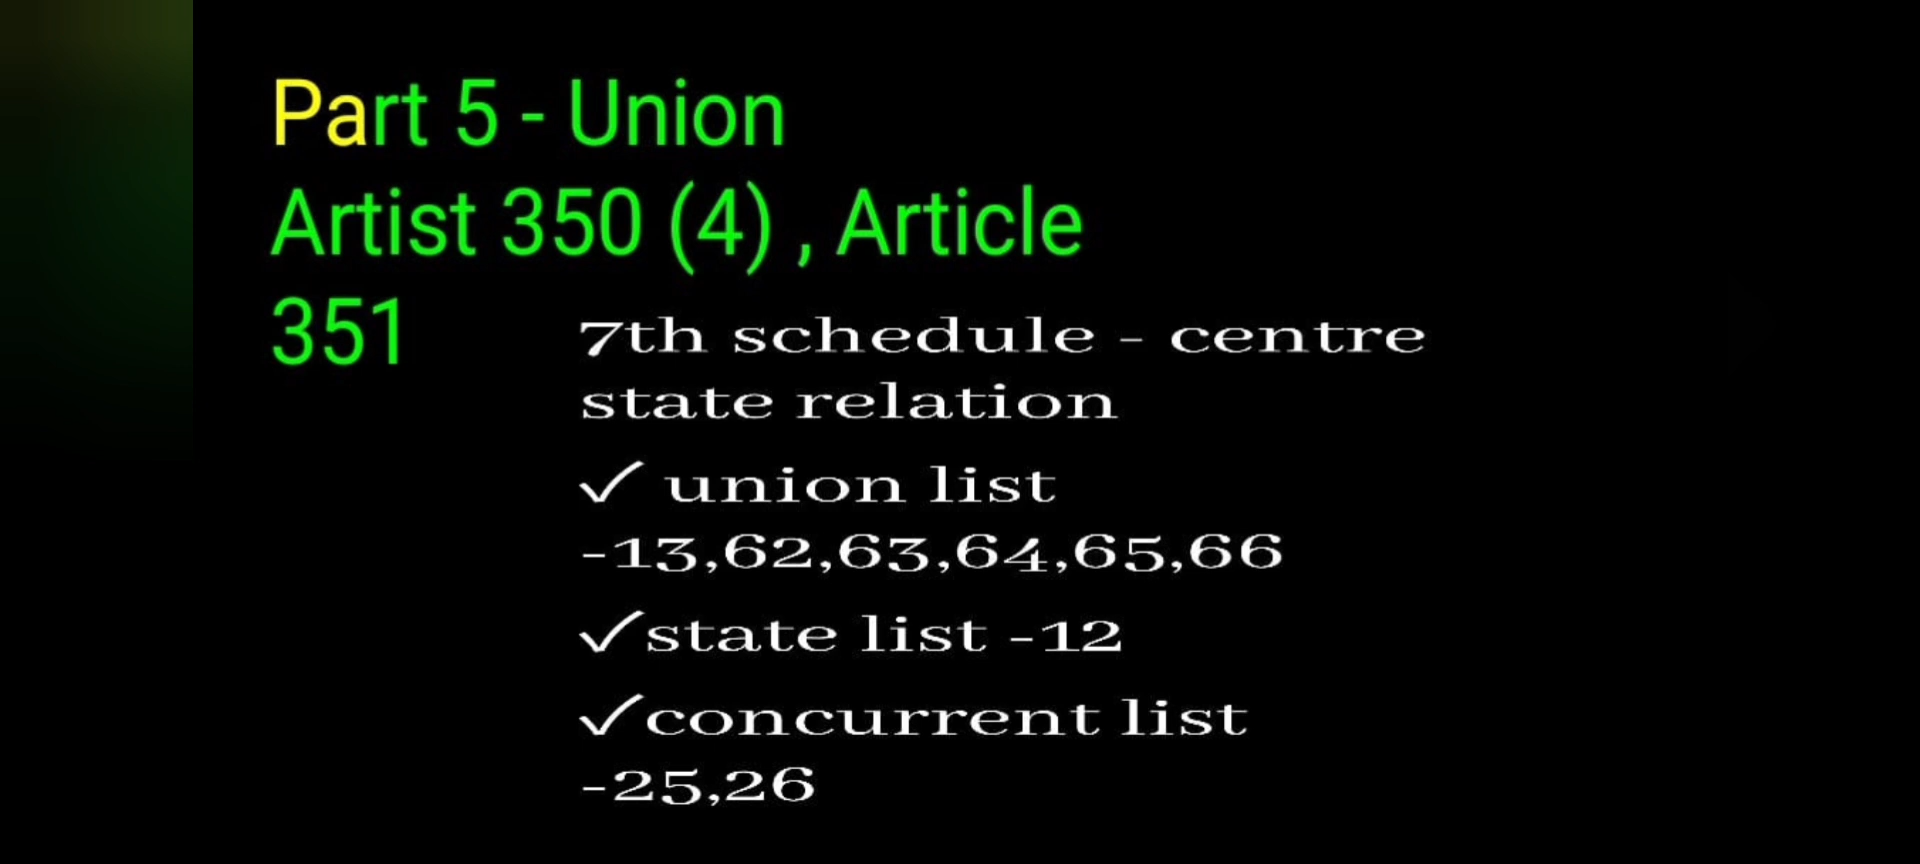 Part 5 - Union
Artist 350 (4) , Article
351
7th schedule - centre
state relation
✓ union list
-13,62,63,64,65,66
✓state list -12
✓concurrent list
-25,26